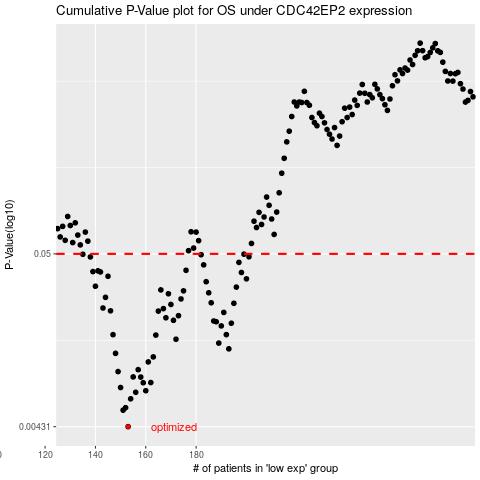 Cumulative P-Value plot for OS under CDC42EP2 expression
P-Value(log10)
0.05
0.00431
optimized
0 120 140 160 180
# of patients in 'low exp' group